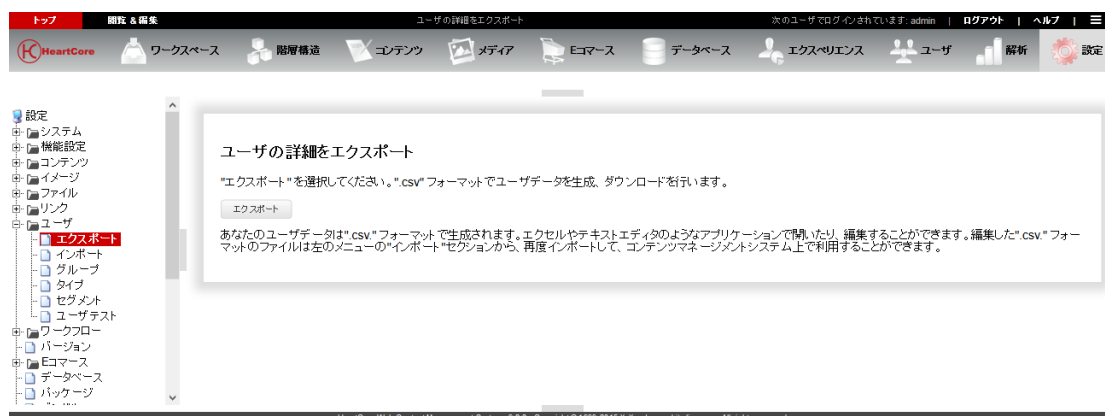 トップ 閲覧 & 編集 ユーザの詳細をエクスポート 次のユーザでログインされています: admin | ログアウト | ヘルプ |
HeartCore ワークスペース 階層構造 コンテンツ メディア Eコマース データベース エクスペリエンス ユーザ 解析 設定
設定
システム
機能設定
コンテンツ
イメージ
ファイル
リンク
ユーザ
エクスポート
インポート
グループ
タイプ
セグメント
ユーザテスト
ワークフロー
バージョン
Eコマース
データベース
パッケージ
ユーザの詳細をエクスポート
"エクスポート" を選択してください。".csv" フォーマットでユーザデータを生成、ダウンロードを行います。
エクスポート
あなたのユーザデータは".csv." フォーマットで生成されます。エクセルやテキストエディタのようなアプリケーションで開いたり、編集することができます。編集した".csv." フォー
マットのファイルは左のメニューの"インポート"セクションから、再度インポートして、コンテンツマネージメントシステム上で利用することができます。